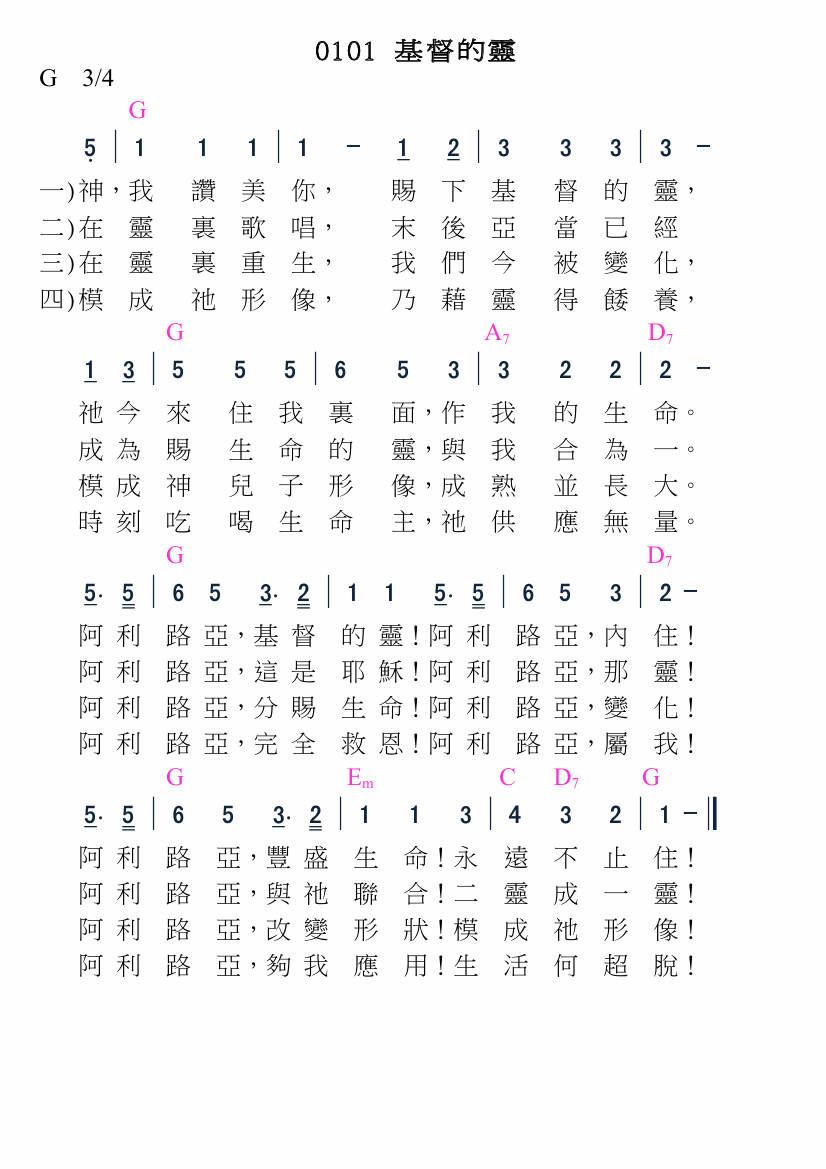 0101 基督的靈
G 3/4
G
5̣ | 1 1 1 | 1 - 1 2 | 3 3 3 | 3 -
一)神，我讚美你，賜下基督的靈，
二)在靈裏歌唱，末後亞當已經
三)在靈裏重生，我們今被變化，
四)模成祂形像，乃藉靈得餧養，
G A7 D7
1 3 | 5 5 5 | 6 5 3 | 3 2 2 | 2 -
祂今來住我裏面，作我的生命。
成為賜生命的靈，與我合為一。
模成神兒子形像，成熟並長大。
時刻吃喝生命主，祂供應無量。
G D7
5· 5 | 6 5 3· 2 | 1 1 5· 5 | 6 5 3 | 2 -
阿利路亞，基督的靈！阿利路亞，內住！
阿利路亞，這是耶穌！阿利路亞，那靈！
阿利路亞，分賜生命！阿利路亞，變化！
阿利路亞，完全救恩！阿利路亞，屬我！
G Em C D7 G
5· 5 | 6 5 3· 2 | 1 1 3 | 4 3 2 | 1 - ‖
阿利路亞，豐盛生命！永遠不止住！
阿利路亞，與祂聯合！二靈成一靈！
阿利路亞，改變形狀！模成祂形像！
阿利路亞，夠我應用！生活何超脫！